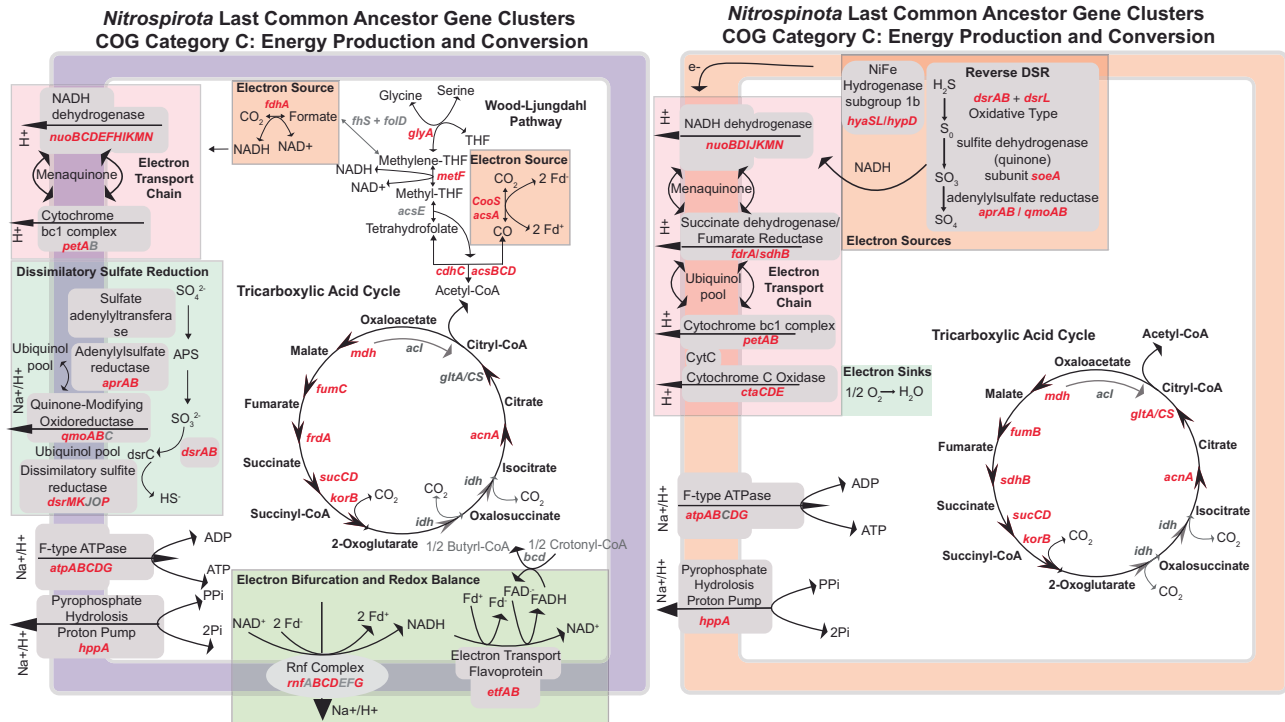 Nitrospirota Last Common Ancestor Gene Clusters
COG Category C: Energy Production and Conversion
NADH
dehydrogenase
nuoBCDEFHIKMN
H+
Menaquinone
Electron
Transport
Chain
Cytochrome
bc1 complex
petAB
H+
Electron Source
fdhA
CO2
Formate
NADH
NAD+
fhS + folD
Glycine
Serine
glyA
THF
Wood-Ljungdahl
Pathway
Methylene-THF
NADH
metF
NAD+
Methyl-THF
acsE
Tetrahydrofolate
Electron Source
CO2
2 Fd-
CooS
acsA
CO
2 Fd+
cdhC
acsBCD
Acetyl-CoA
Dissimilatory Sulfate Reduction
Sulfate
adenylyltransfera
se
SO4 2-
Ubiquinol
pool
Adenylylsulfate
reductase
aprAB
APS
Na+/H+
Quinone-Modifying
Oxidoreductase
qmoABC
SO3 2-
Ubiquinol pool
dsrC
dsrAB
Dissimilatory sulfite
reductase
dsrMKJOP
HS-
Tricarboxylic Acid Cycle
Oxaloacetate
mdh
acl
Citryl-CoA
Malate
gltA/CS
fumC
Fumarate
Citrate
frdA
acnA
Succinate
Isocitrate
sucCD
idh
korB
CO2
CO2
CO2
Succinyl-CoA
idh
Oxalosuccinate
2-Oxoglutarate
Na+/H+
F-type ATPase
atpABCDG
ADP
ATP
Na+/H+
Pyrophosphate
Hydrolosis
Proton Pump
hppA
PPi
2Pi
1/2 Butyrl-CoA
1/2 Crotonyl-CoA
bcd
Electron Bifurcation and Redox Balance
NAD+
2 Fd-
2 Fd+
NADH
Rnf Complex
rnfABCDEFG
Na+/H+
Fd+
Fd-
FAD-
FADH
NAD+
Electron Transport
Flavoprotein
etfAB
Nitrospinota Last Common Ancestor Gene Clusters
COG Category C: Energy Production and Conversion
e-
NiFe
Hydrogenase
subgroup 1b
hyaSL/hypD
Reverse DSR
H2S
dsrAB + dsrL
Oxidative Type
S0
sulfite dehydrogenase
(quinone)
subunit soeA
SO3
adenylylsulfate reductase
aprAB / qmoAB
SO4
NADH
Electron Sources
H+
NADH dehydrogenase
nuoBDIJKMN
Menaquinone
H+
Succinate dehydrogenase/
Fumarate Reductase
fdrA/sdhB
Ubiquinol
pool
Electron
Transport
Chain
H+
Cytochrome bc1 complex
petAB
CytC
H+
Cytochrome C Oxidase
ctaCDE
Electron Sinks
1/2 O2 H2O
Tricarboxylic Acid Cycle
Acetyl-CoA
Oxaloacetate
mdh
acl
Citryl-CoA
Malate
gltA/CS
fumB
Fumarate
Citrate
sdhB
acnA
Succinate
Isocitrate
sucCD
idh
korB
CO2
CO2
Succinyl-CoA
idh
Oxalosuccinate
2-Oxoglutarate
CO2
Na+/H+
F-type ATPase
atpABCDG
ADP
ATP
Na+/H+
Pyrophosphate
Hydrolosis
Proton Pump
hppA
PPi
2Pi